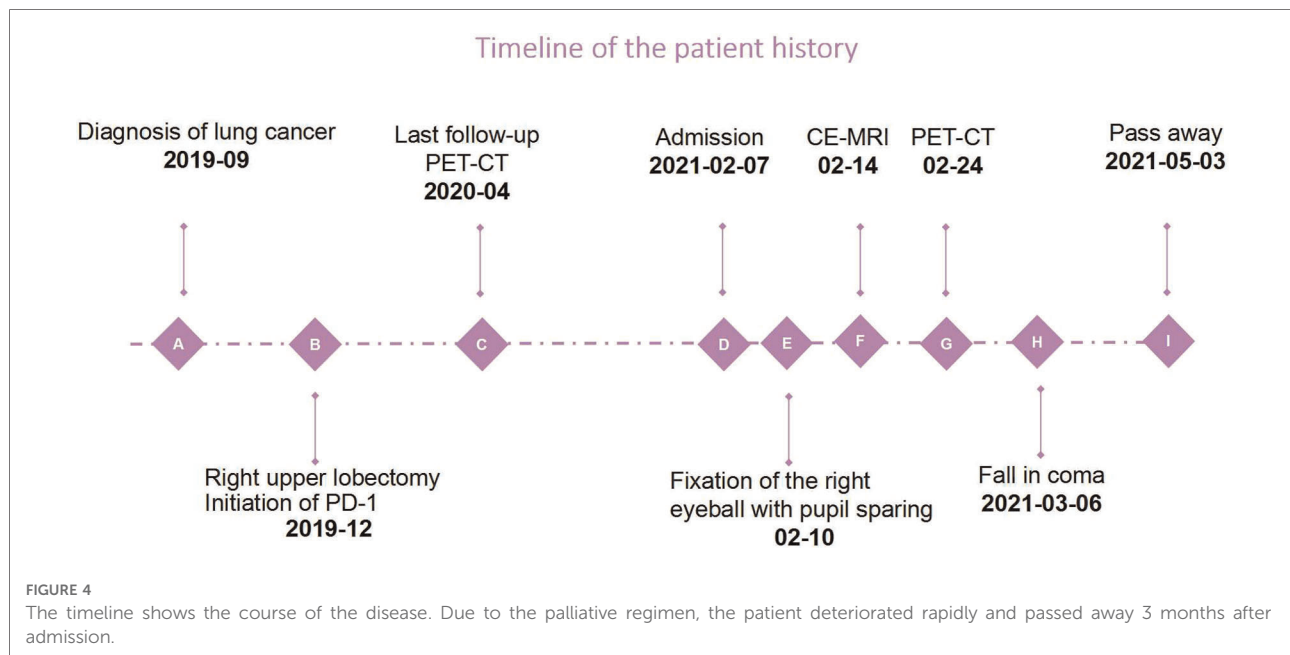 Timeline of the patient history
Diagnosis of lung cancer
2019-09
Last follow-up
PET-CT
2020-04
Admission
2021-02-07
CE-MRI
02-14
PET-CT
02-24
Pass away
2021-05-03
A
B
C
D
E
F
G
H
I
Right upper lobectomy
Initiation of PD-1
2019-12
Fixation of the right
eyeball with pupil sparing
02-10
Fall in coma
2021-03-06
FIGURE 4
The timeline shows the course of the disease. Due to the palliative regimen, the patient deteriorated rapidly and passed away 3 months after
admission.